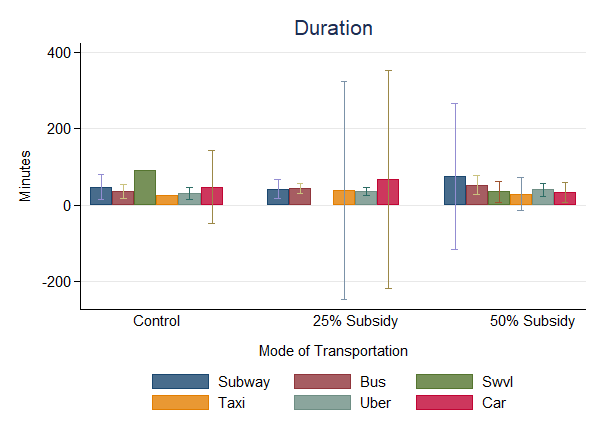 Duration
Minutes
400
200
0
-200
Control 25% Subsidy 50% Subsidy
Mode of Transportation
Subway Bus Swvl
Taxi Uber Car